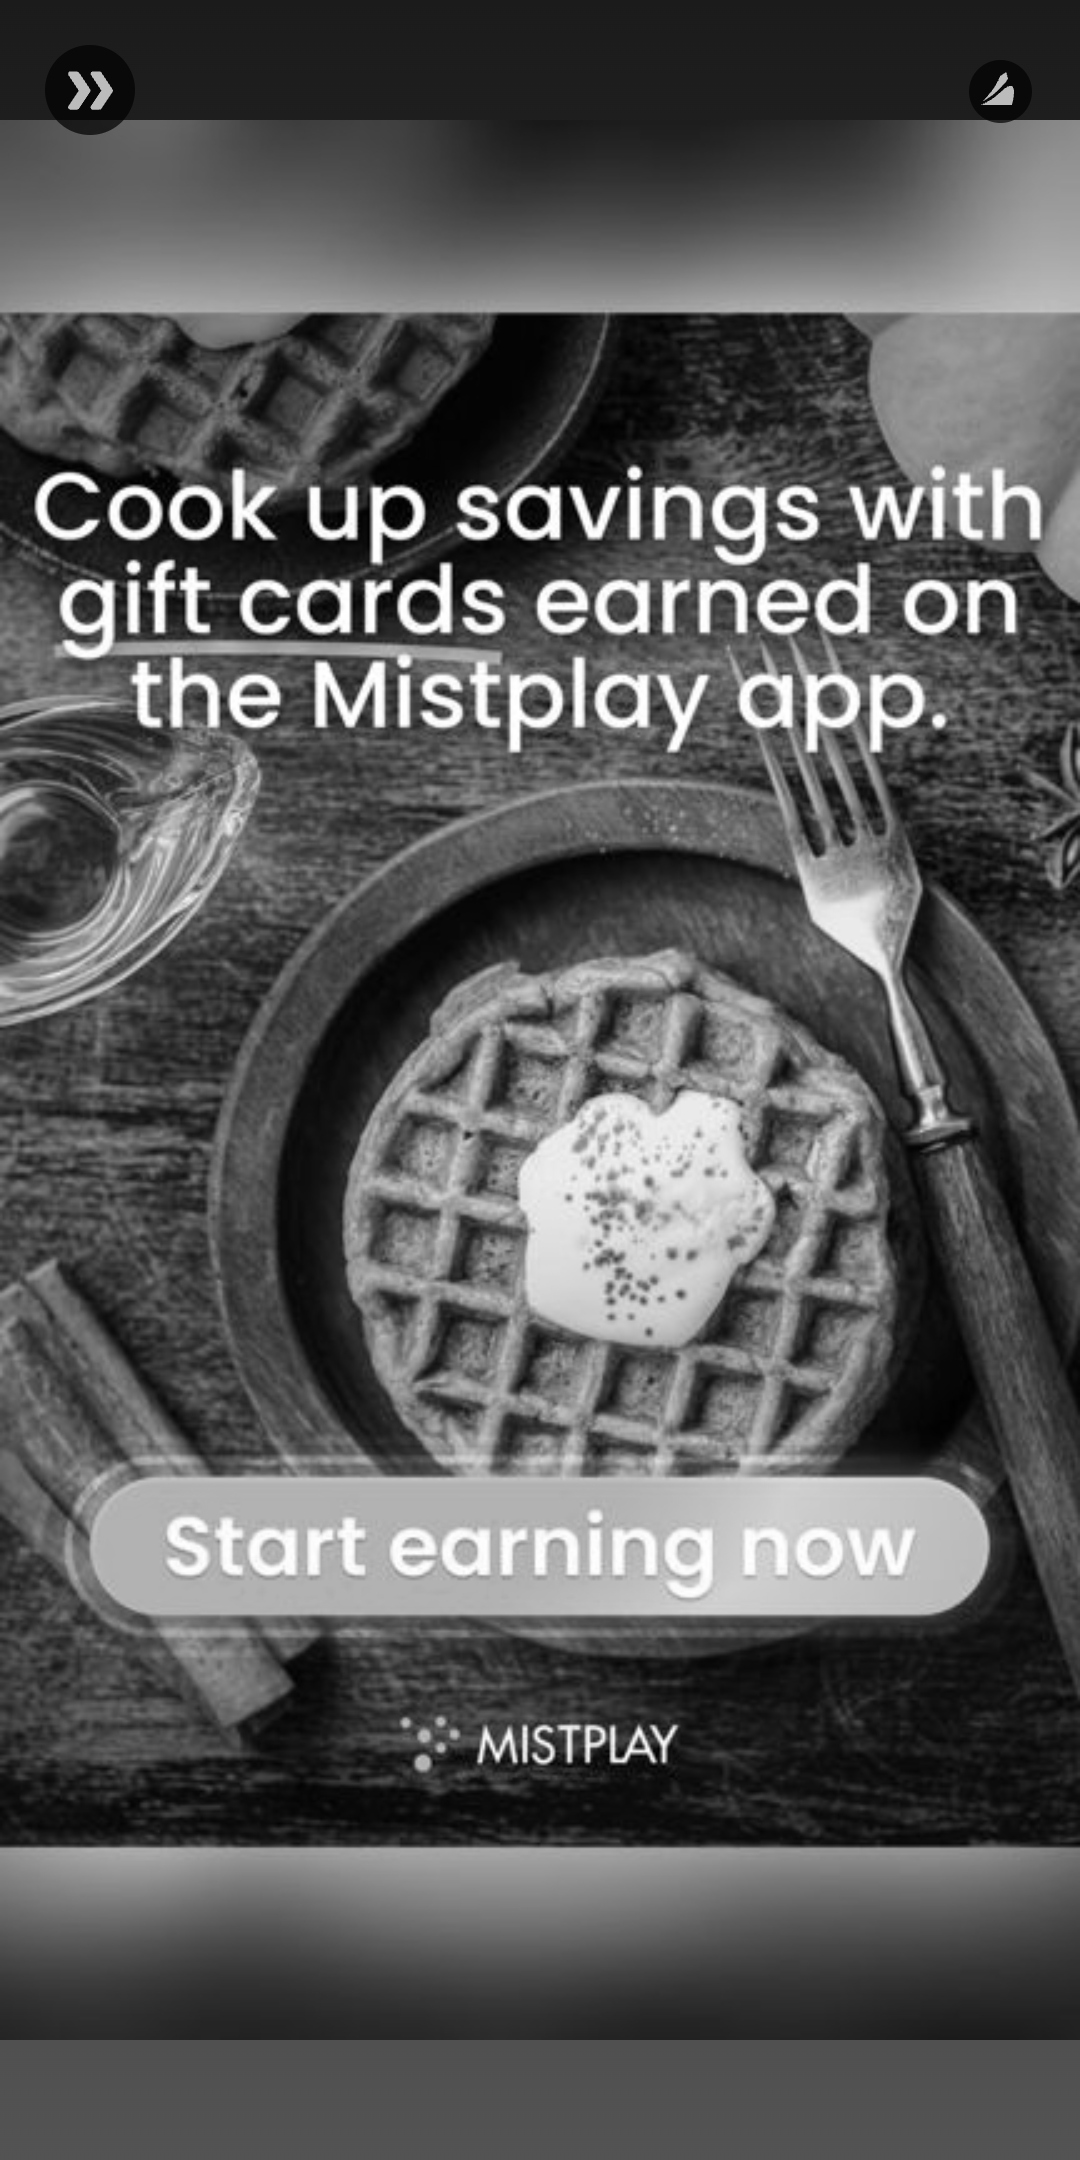 Cook up savings with
gift cards earned on
the Mistplay app.
Start earning now
MISTPLAY